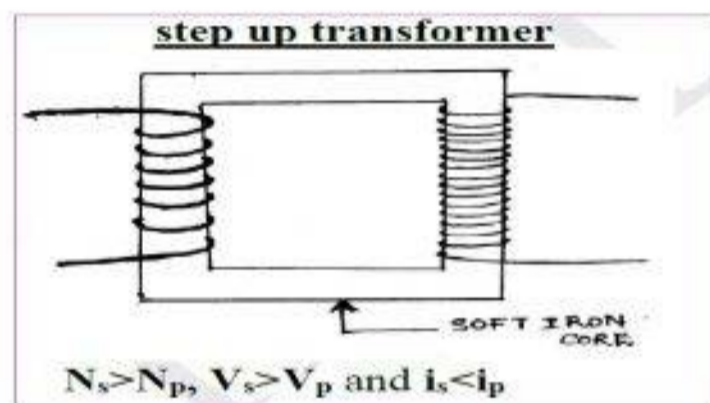 step up transformer
SOFT IRON
CORE
Nₛ>Nₚ, Vₛ>Vₚ and iₛ<iₚ